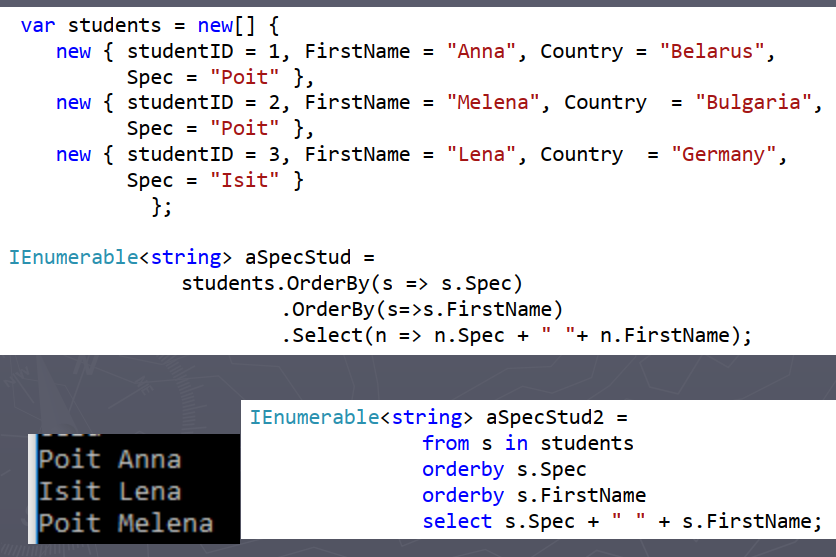 var students = new[] {
new { studentID = 1, FirstName = "Anna", Country = "Belarus",
Spec = "Poit" },
new { studentID = 2, FirstName = "Melena", Country  = "Bulgaria",
Spec = "Poit" },
new { studentID = 3, FirstName = "Lena", Country  = "Germany",
Spec = "Isit" }
};
IEnumerable<string> aSpecStud =
students.OrderBy(s => s.Spec)
.OrderBy(s=>s.FirstName)
.Select(n => n.Spec + " "+ n.FirstName);
Poit Anna
Isit Lena
Poit Melena
IEnumerable<string> aSpecStud2 =
from s in students
orderby s.Spec
orderby s.FirstName
select s.Spec + " " + s.FirstName;